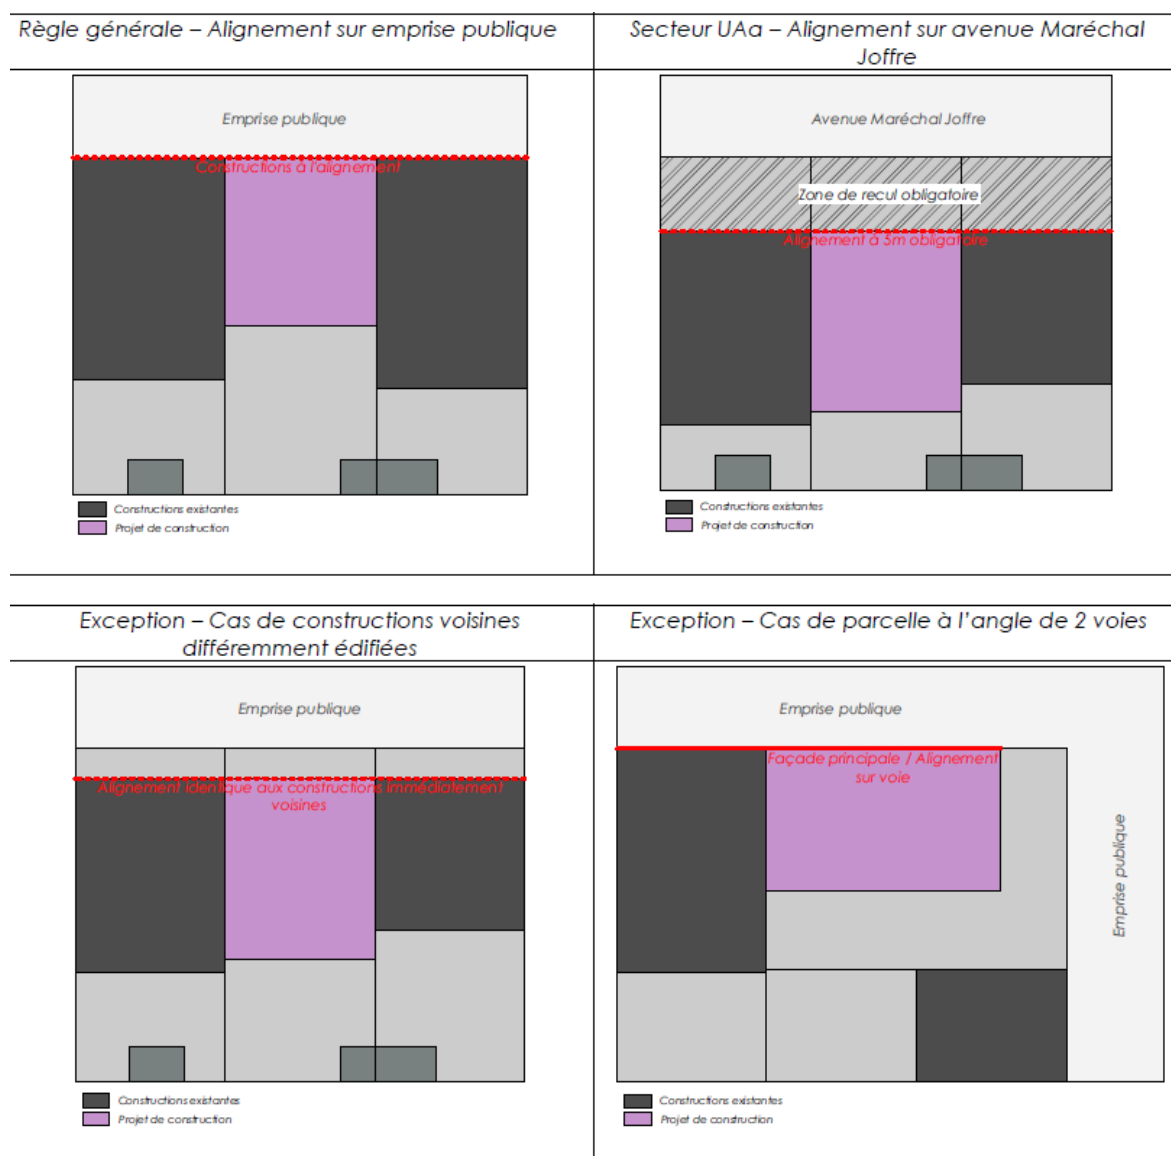 Règle générale – Alignement sur emprise publique
Secteur UAa – Alignement sur avenue Maréchal
Joffre
Emprise publique
Constructions à l'alignement
Constructions existantes
Projet de construction
Avenue Maréchal Joffre
Zone de recul obligatoire
Alignement à 5m obligatoire
Constructions existantes
Projet de construction
Exception – Cas de constructions voisines
différemment édifiées
Exception – Cas de parcelle à l'angle de 2 voies
Emprise publique
Alignement identique aux constructions immédiatement
voisines
Constructions existantes
Projet de construction
Emprise publique
Façade principale / Alignement
sur voie
Emprise publique
Constructions existantes
Projet de construction